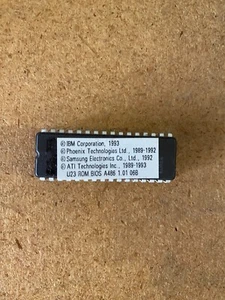 © IBM Corporation, 1993
© Phoenix Technologies Ltd., 1989-1992
© Samsung Electronics Co., Ltd., 1992
© ATI Technologies Inc., 1989-1993
U23 ROM BIOS A486 1.01 06B